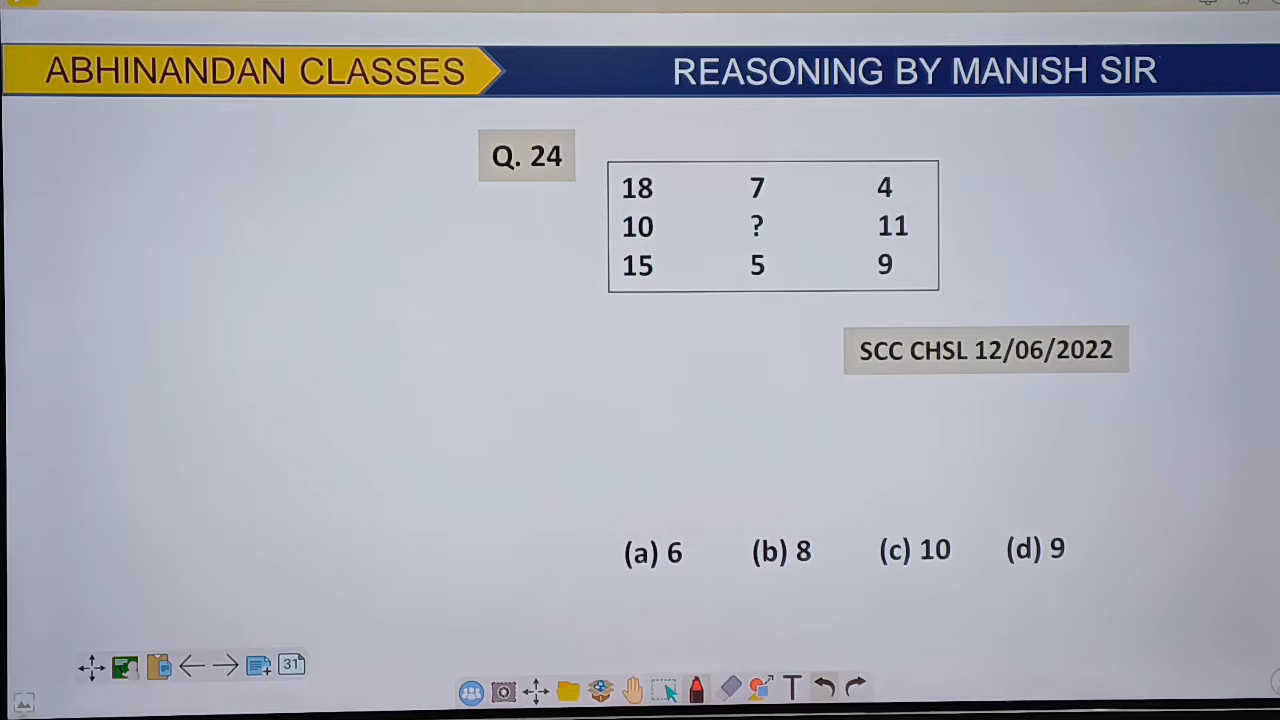 ABHINANDAN CLASSES REASONING BY MANISH SIR
Q. 24
18 7 4
10 ? 11
15 5 9
SCC CHSL 12/06/2022
(a) 6 (b) 8 (c) 10 (d) 9
31
T